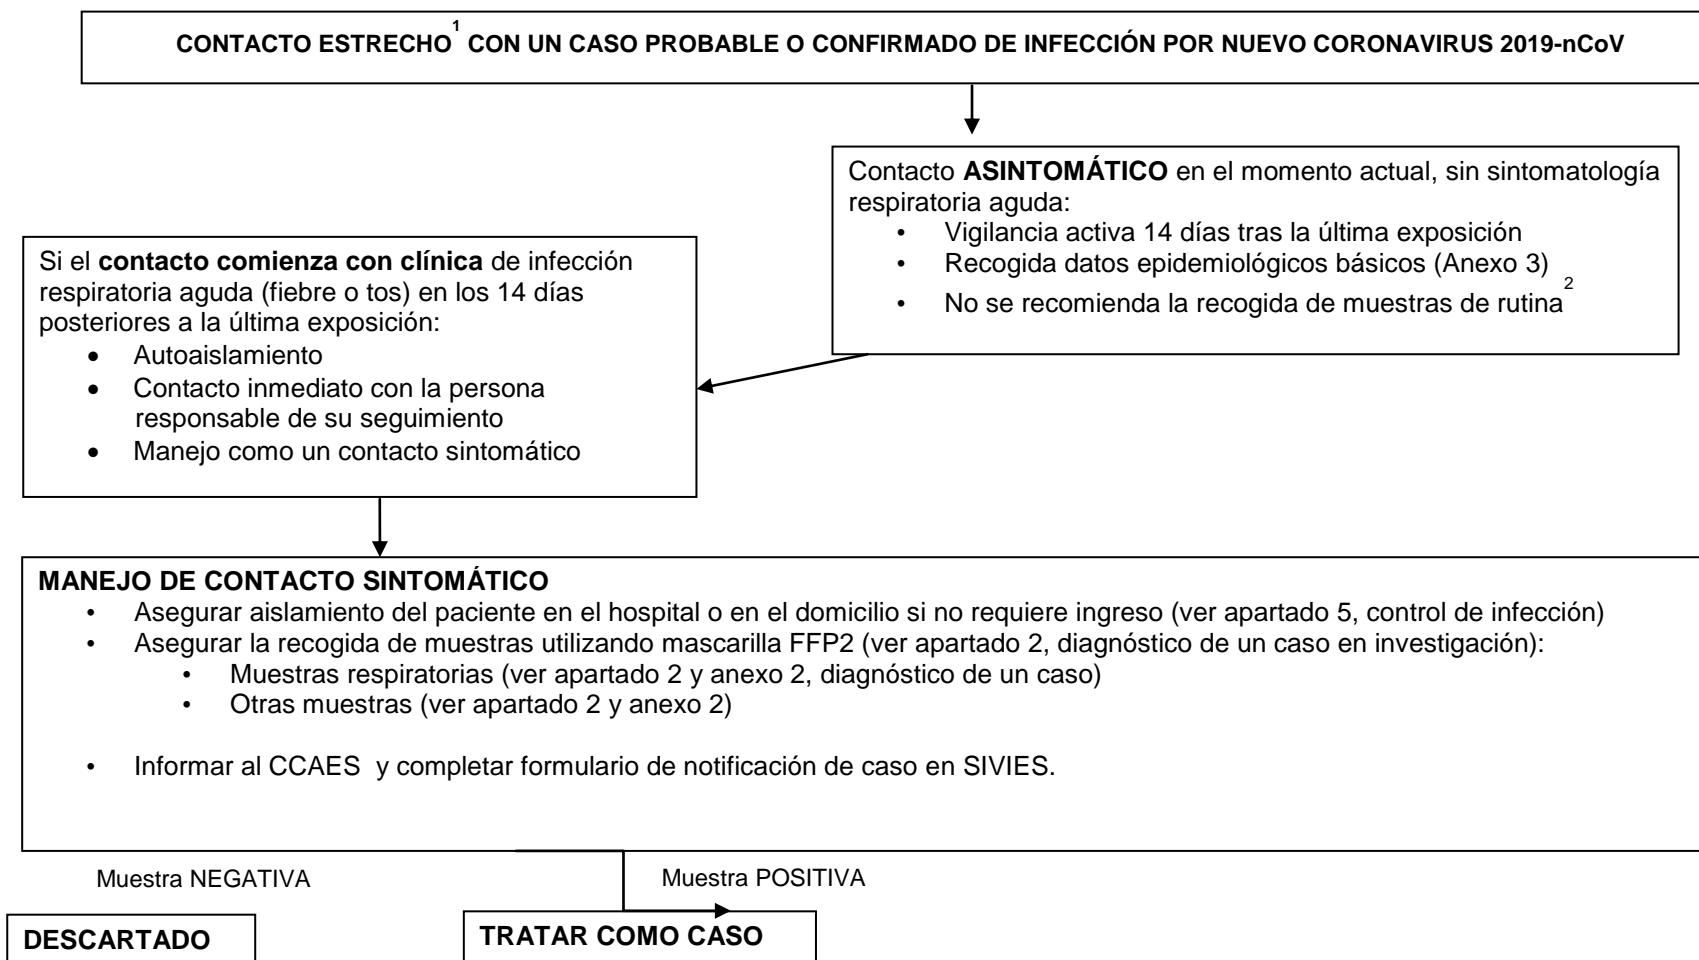 CONTACTO ESTRECHO1 CON UN CASO PROBABLE O CONFIRMADO DE INFECCIÓN POR NUEVO CORONAVIRUS 2019-nCoV
Contacto ASINTOMÁTICO en el momento actual, sin sintomatología
respiratoria aguda:
• Vigilancia activa 14 días tras la última exposición
• Recogida datos epidemiológicos básicos (Anexo 3)
• No se recomienda la recogida de muestras de rutina2
Si el contacto comienza con clínica de infección
respiratoria aguda (fiebre o tos) en los 14 días
posteriores a la última exposición:
• Autoaislamiento
• Contacto inmediato con la persona
responsable de su seguimiento
• Manejo como un contacto sintomático
MANEJO DE CONTACTO SINTOMÁTICO
• Asegurar aislamiento del paciente en el hospital o en el domicilio si no requiere ingreso (ver apartado 5, control de infección)
• Asegurar la recogida de muestras utilizando mascarilla FFP2 (ver apartado 2, diagnóstico de un caso en investigación):
• Muestras respiratorias (ver apartado 2 y anexo 2, diagnóstico de un caso)
• Otras muestras (ver apartado 2 y anexo 2)
• Informar al CCAES y completar formulario de notificación de caso en SIVIES.
Muestra NEGATIVA
Muestra POSITIVA
DESCARTADO
TRATAR COMO CASO